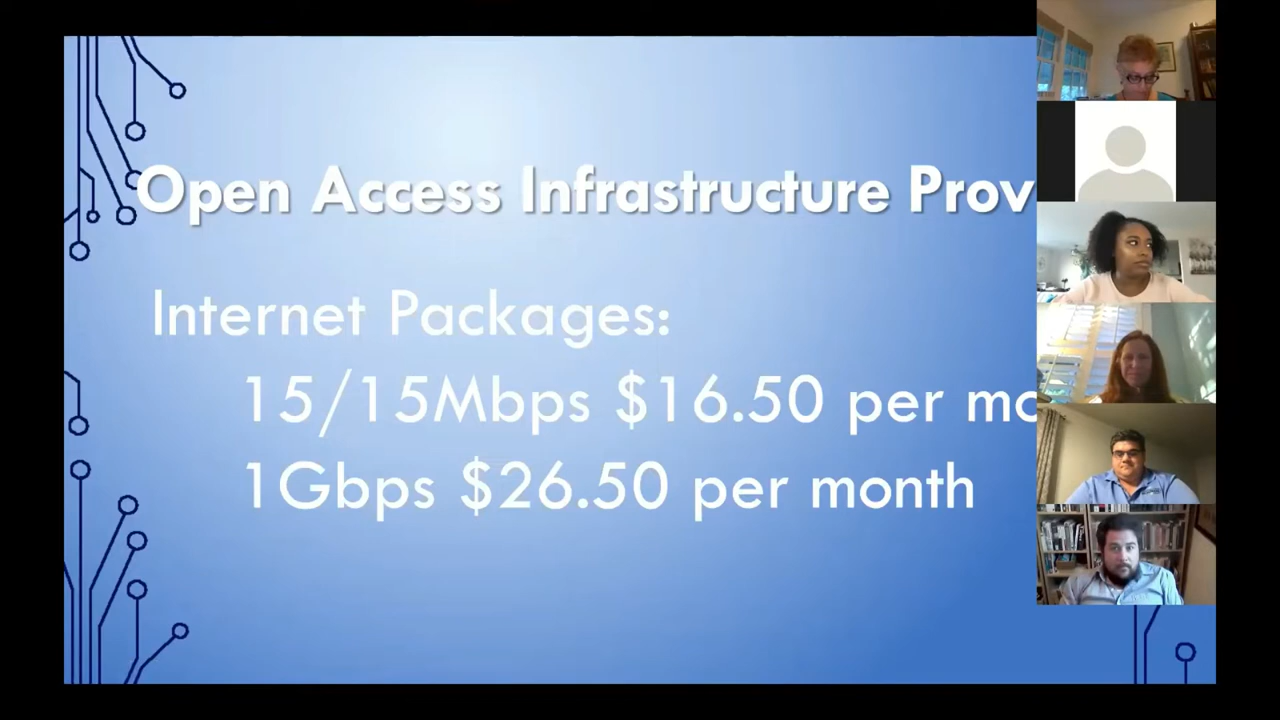 Open Access Infrastructure Prov
Internet Packages:
15/15Mbps $16.50 per mo
1Gbps $26.50 per month